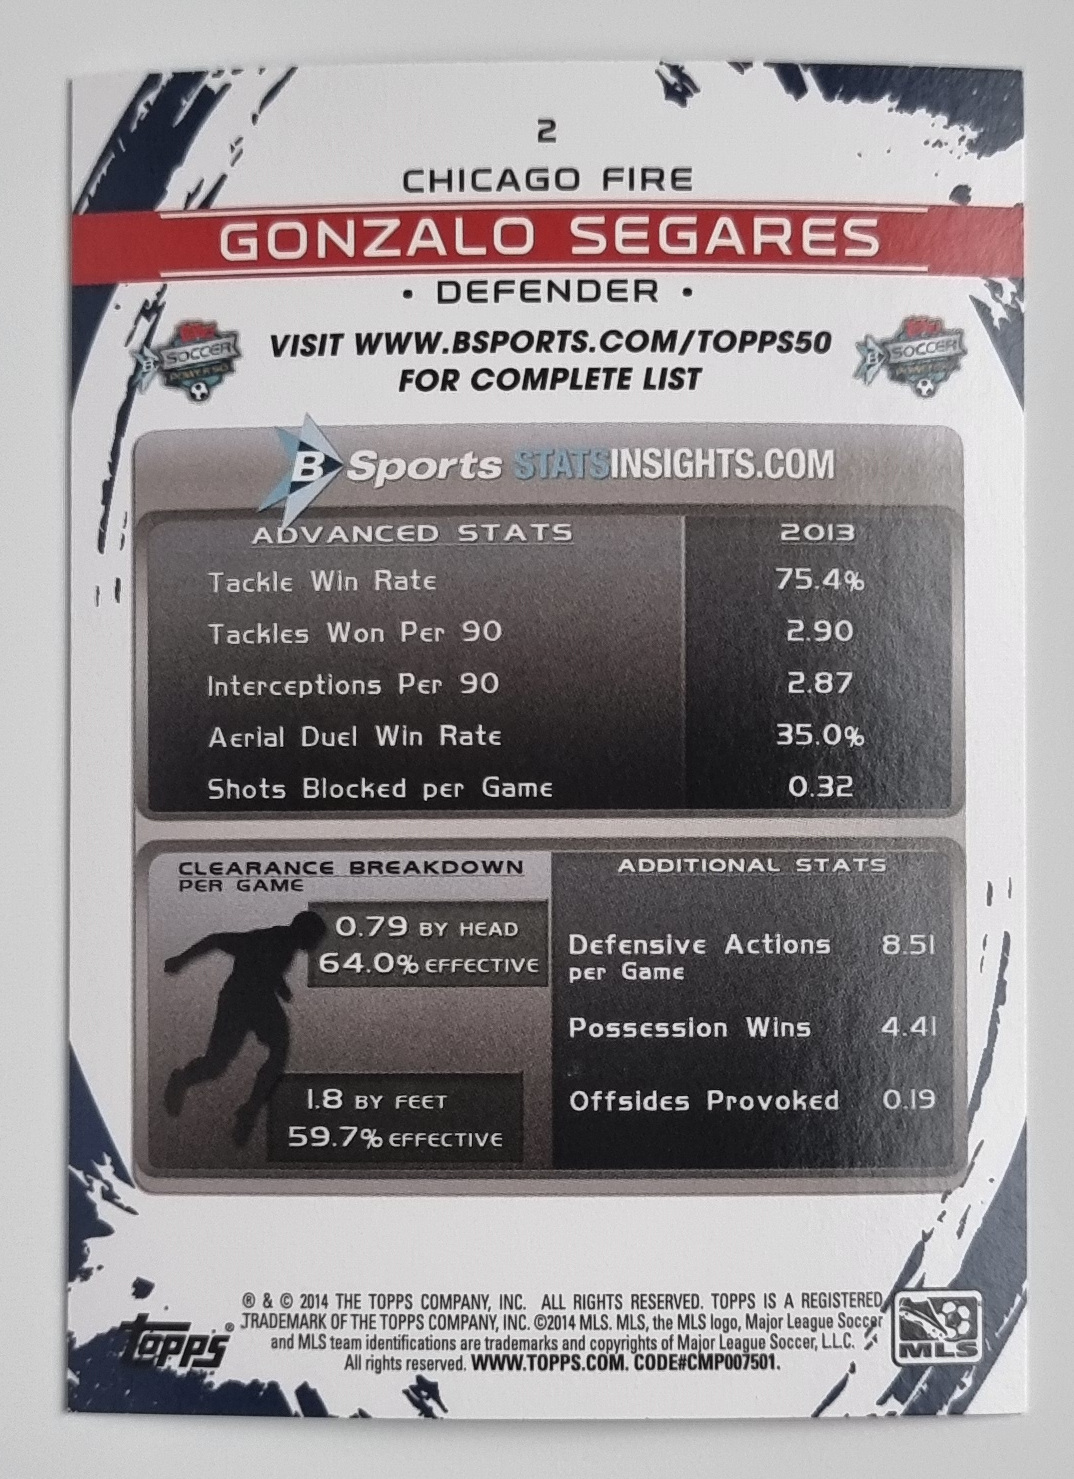 2
CHICAGO FIRE
GONZALO SEGARES
• DEFENDER •
VISIT WWW.BSPORTS.COM/TOPPS50
FOR COMPLETE LIST
B SOCCER
POWER 50
B SOCCER
POWER 50
B Sports STATSINSIGHTS.COM
ADVANCED STATS 2013
Tackle Win Rate 75.4%
Tackles Won Per 90 2.90
Interceptions Per 90 2.87
Aerial Duel Win Rate 35.0%
Shots Blocked per Game 0.32
CLEARANCE BREAKDOWN
PER GAME
0.79 BY HEAD
64.0% EFFECTIVE
1.8 BY FEET
59.7% EFFECTIVE
ADDITIONAL STATS
Defensive Actions 8.51
per Game
Possession Wins 4.41
Offsides Provoked 0.19
® & © 2014 THE TOPPS COMPANY, INC. ALL RIGHTS RESERVED. TOPPS IS A REGISTERED
TRADEMARK OF THE TOPPS COMPANY, INC. ©2014 MLS. MLS, the MLS logo, Major League Soccer
and MLS team identifications are trademarks and copyrights of Major League Soccer, L.L.C.
All rights reserved. WWW.TOPPS.COM. CODE#CMP007501.
Topps®
MLS